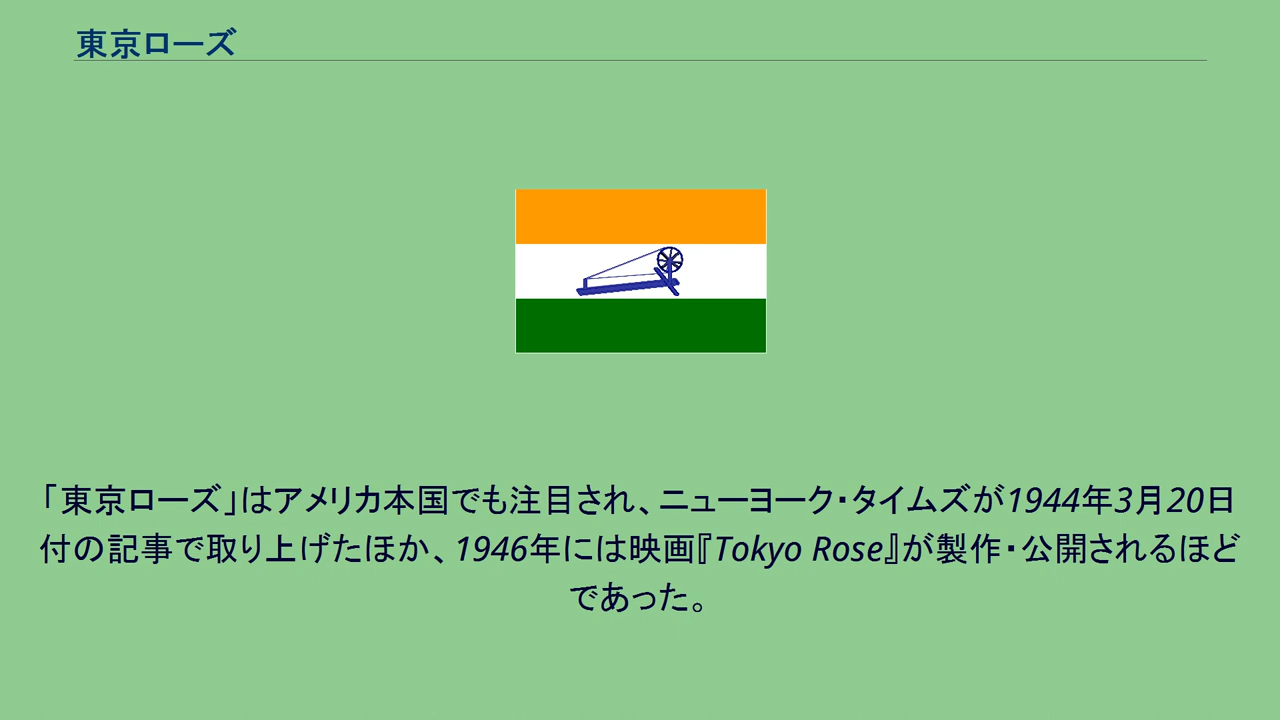 東京ローズ
「東京ローズ」はアメリカ本国でも注目され、ニューヨーク・タイムズが1944年3月20日
付の記事で取り上げたほか、1946年には映画『Tokyo Rose』が製作・公開されるほど
であった。